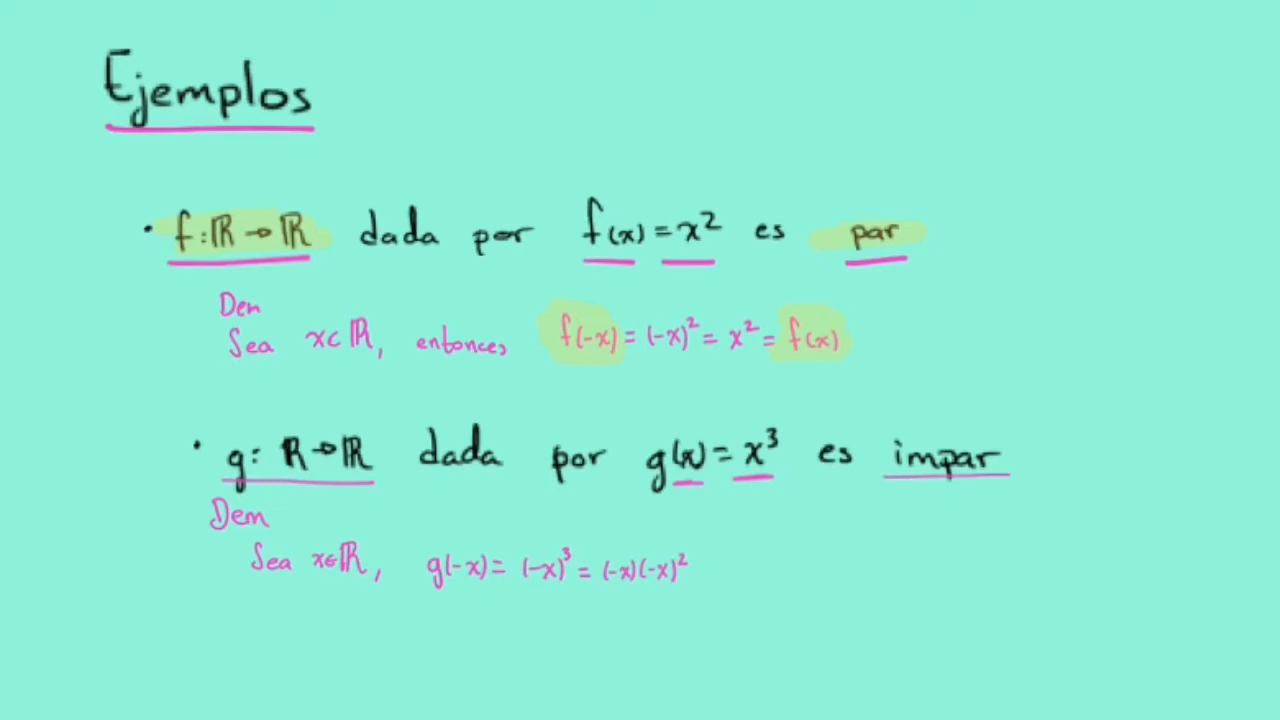 Ejemplos
· f: ℝ → ℝ dada por f(x) = x² es par
Dem
Sea x ∈ ℝ, entonces f(-x) = (-x)² = x² = f(x)
· g: ℝ → ℝ dada por g(x) = x³ es impar
Dem
Sea x ∈ ℝ, g(-x) = (-x)³ = (-x)(-x)²